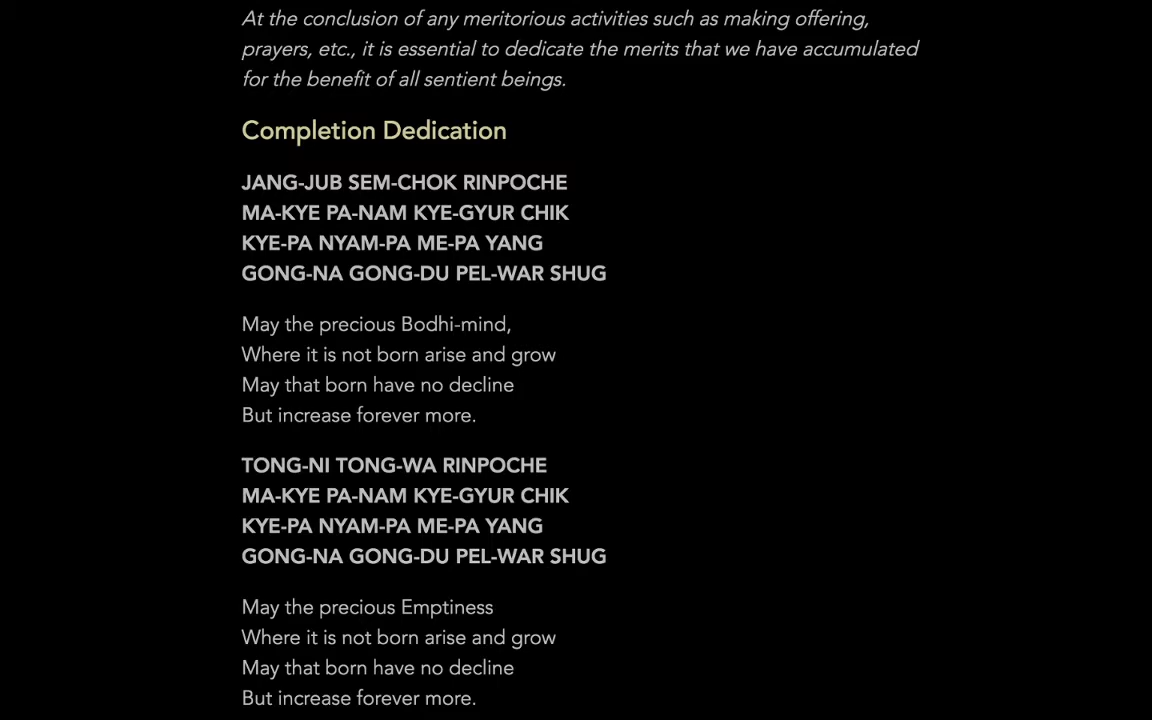 At the conclusion of any meritorious activities such as making offering,
prayers, etc., it is essential to dedicate the merits that we have accumulated
for the benefit of all sentient beings.
Completion Dedication
JANG-JUB SEM-CHOK RINPOCHE
MA-KYE PA-NAM KYE-GYUR CHIK
KYE-PA NYAM-PA ME-PA YANG
GONG-NA GONG-DU PEL-WAR SHUG
May the precious Bodhi-mind,
Where it is not born arise and grow
May that born have no decline
But increase forever more.
TONG-NI TONG-WA RINPOCHE
MA-KYE PA-NAM KYE-GYUR CHIK
KYE-PA NYAM-PA ME-PA YANG
GONG-NA GONG-DU PEL-WAR SHUG
May the precious Emptiness
Where it is not born arise and grow
May that born have no decline
But increase forever more.